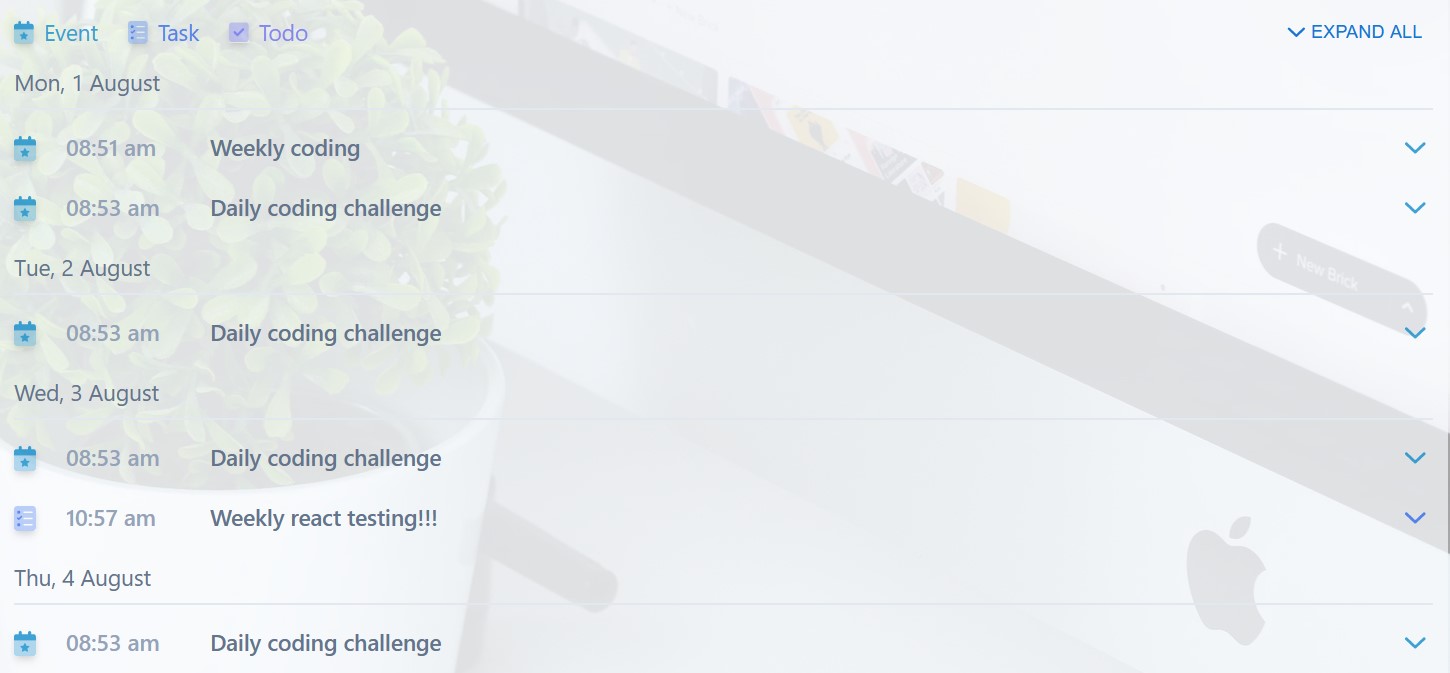 Event Task Todo EXPAND ALL
Mon, 1 August
08:51 am Weekly coding
08:53 am Daily coding challenge
Tue, 2 August
+ New Brick
08:53 am Daily coding challenge
Wed, 3 August
08:53 am Daily coding challenge
10:57 am Weekly react testing!!!
Thu, 4 August
08:53 am Daily coding challenge